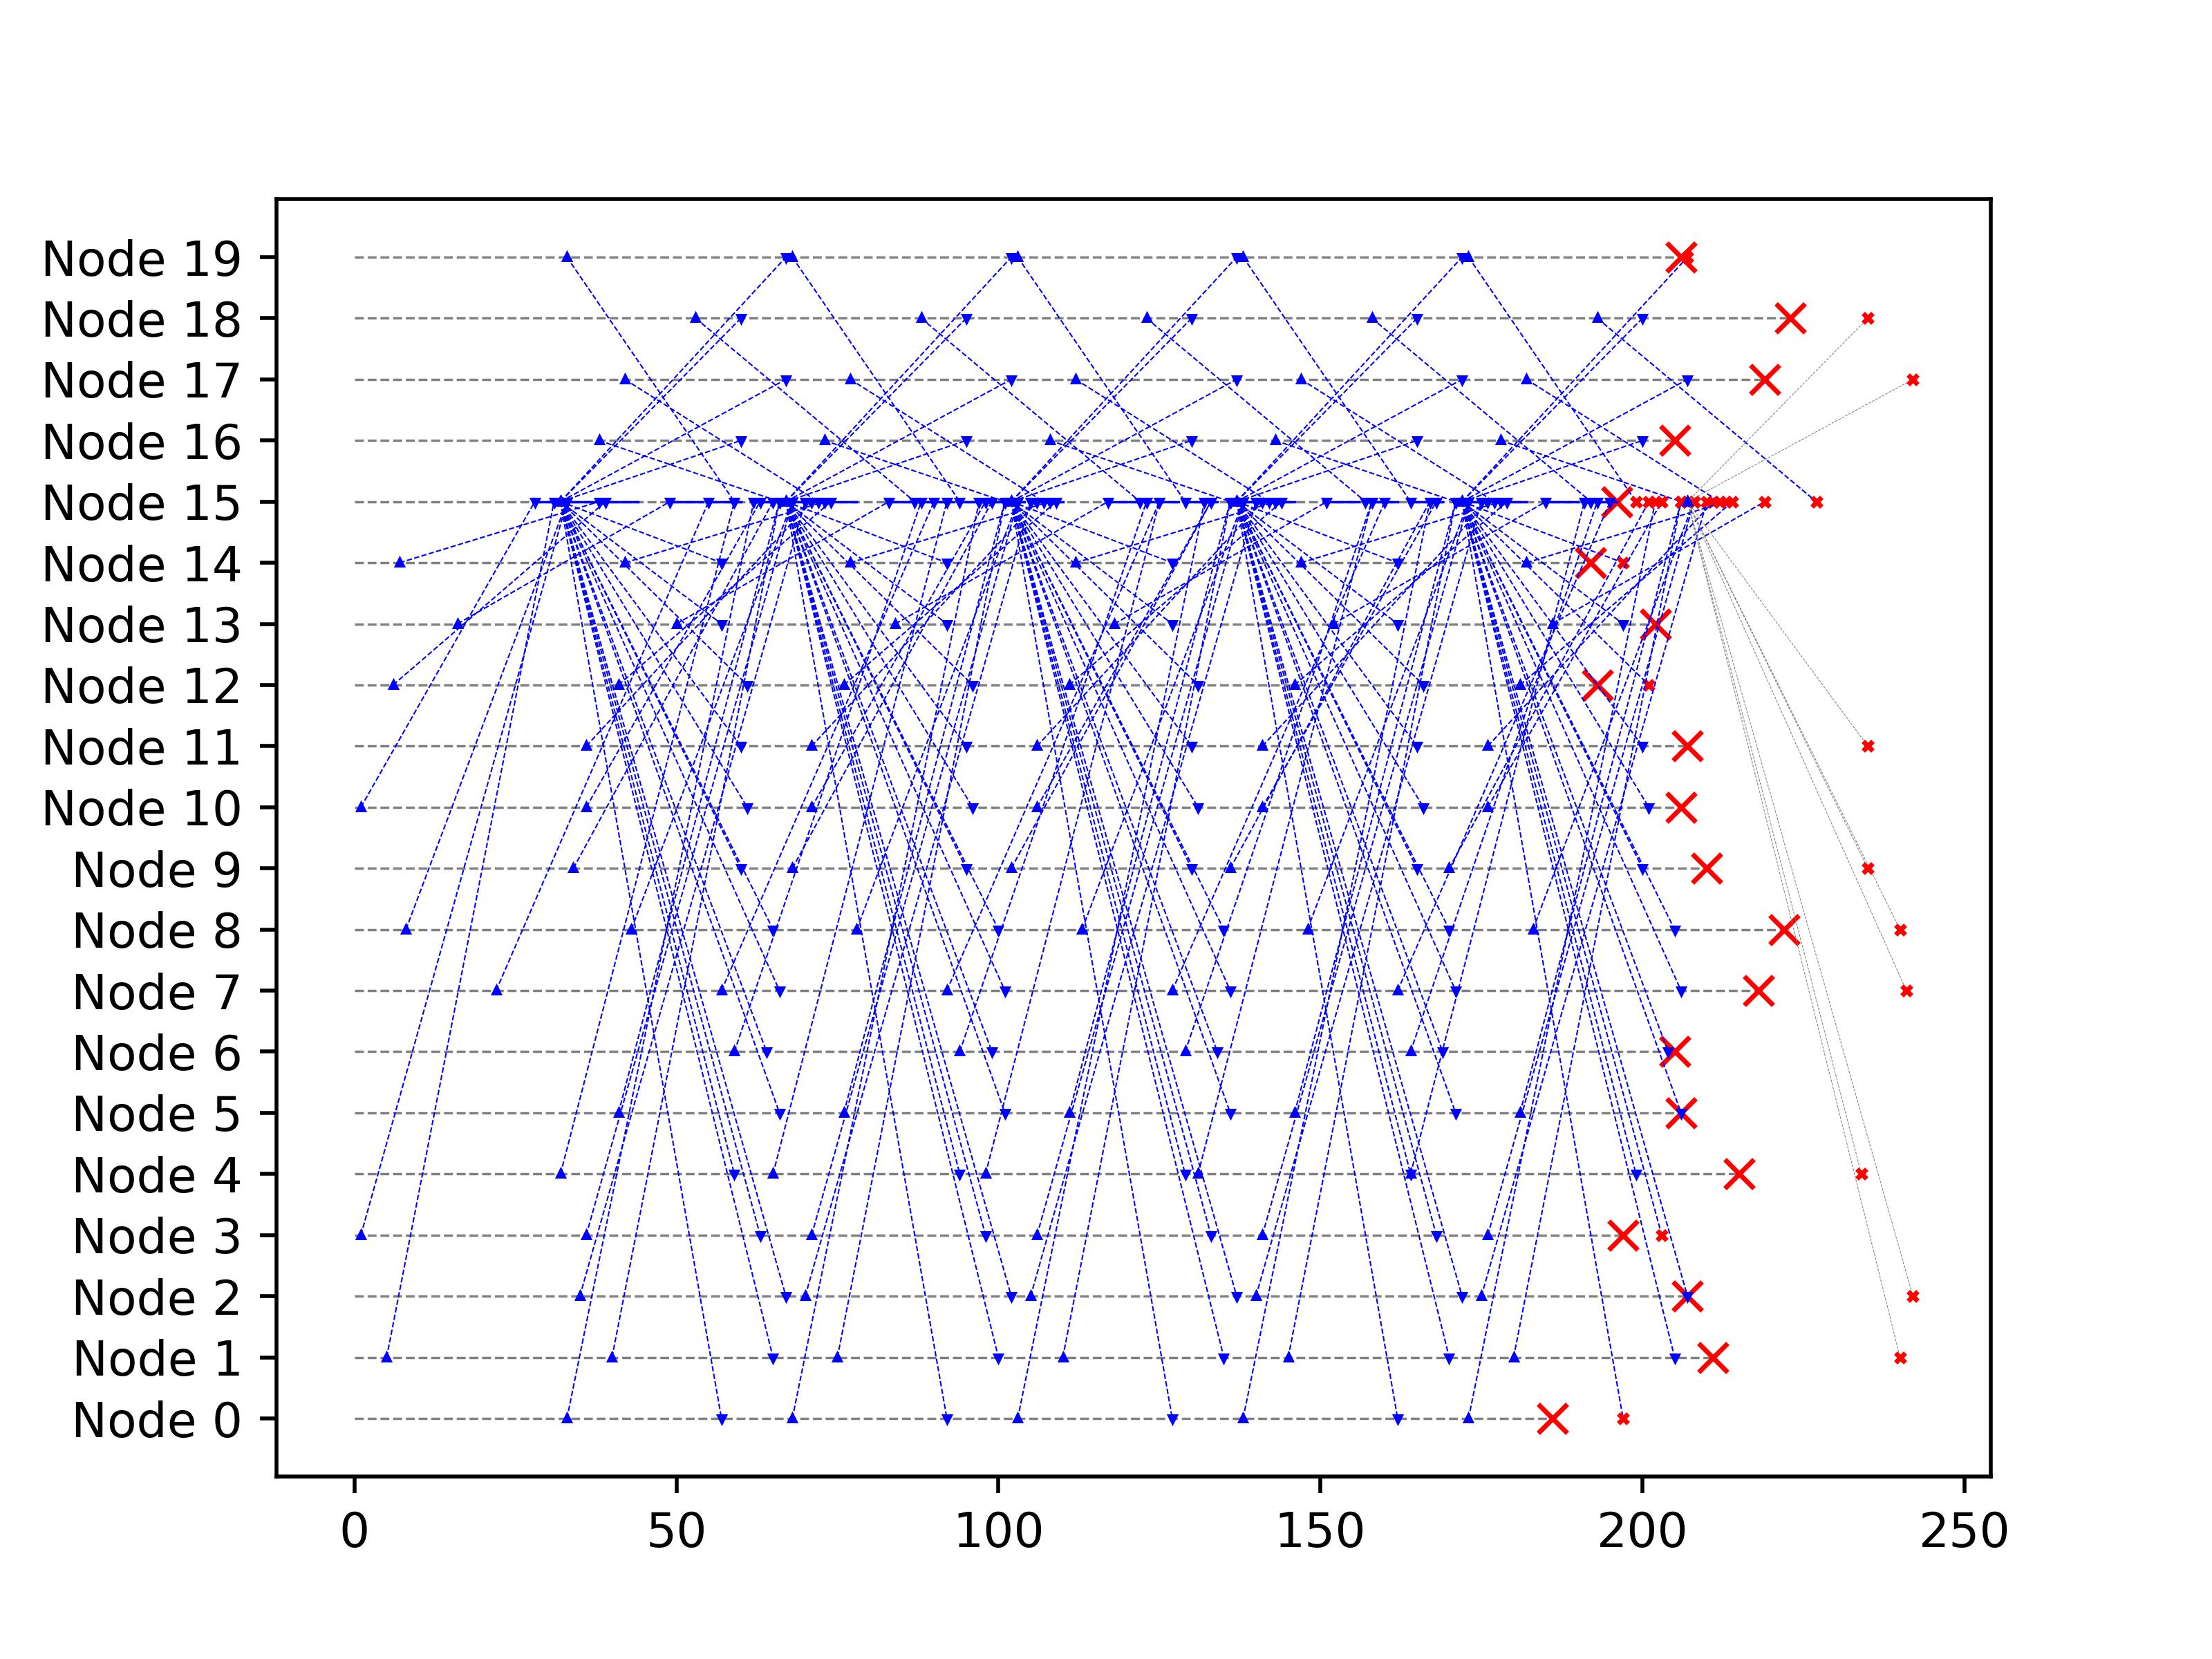 Node 19
Node 18
Node 17
Node 16
Node 15
Node 14
Node 13
Node 12
Node 11
Node 10
Node 9
Node 8
Node 7
Node 6
Node 5
Node 4
Node 3
Node 2
Node 1
Node 0
0 50 100 150 200 250